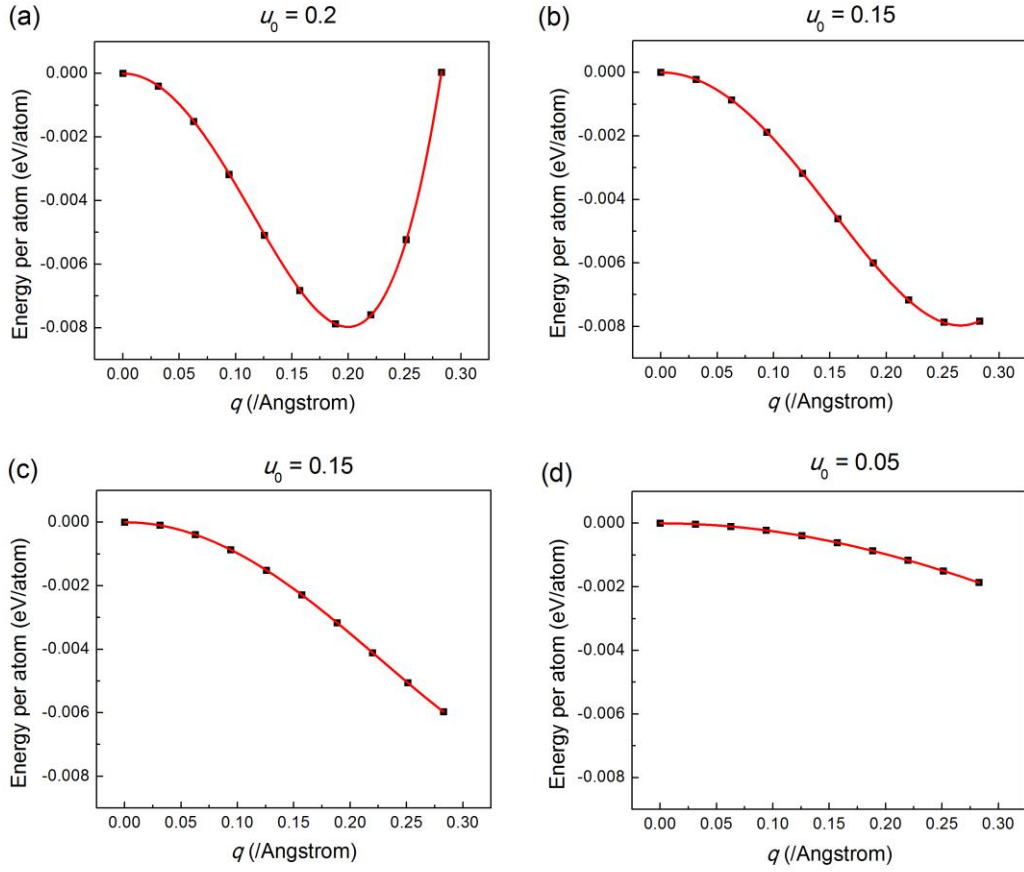 (a)
u₀ = 0.2
Energy per atom (eV/atom)
0.000
-0.002
-0.004
-0.006
-0.008
0.00 0.05 0.10 0.15 0.20 0.25 0.30
q (/Angstrom)
(b)
u₀ = 0.15
Energy per atom (eV/atom)
0.000
-0.002
-0.004
-0.006
-0.008
0.00 0.05 0.10 0.15 0.20 0.25 0.30
q (/Angstrom)
(c)
u₀ = 0.15
Energy per atom (eV/atom)
0.000
-0.002
-0.004
-0.006
-0.008
0.00 0.05 0.10 0.15 0.20 0.25 0.30
q (/Angstrom)
(d)
u₀ = 0.05
Energy per atom (eV/atom)
0.000
-0.002
-0.004
-0.006
-0.008
0.00 0.05 0.10 0.15 0.20 0.25 0.30
q (/Angstrom)